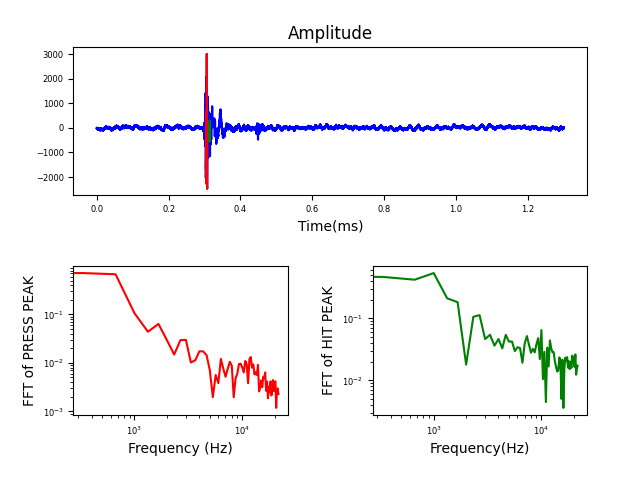 Amplitude
3000
2000
1000
0
−1000
−2000
0.0 0.2 0.4 0.6 0.8 1.0 1.2
Time(ms)
FFT of PRESS PEAK
10⁻¹
10⁻²
10⁻³
10³ 10⁴
Frequency (Hz)
FFT of HIT PEAK
10⁻¹
10⁻²
10³ 10⁴
Frequency(Hz)